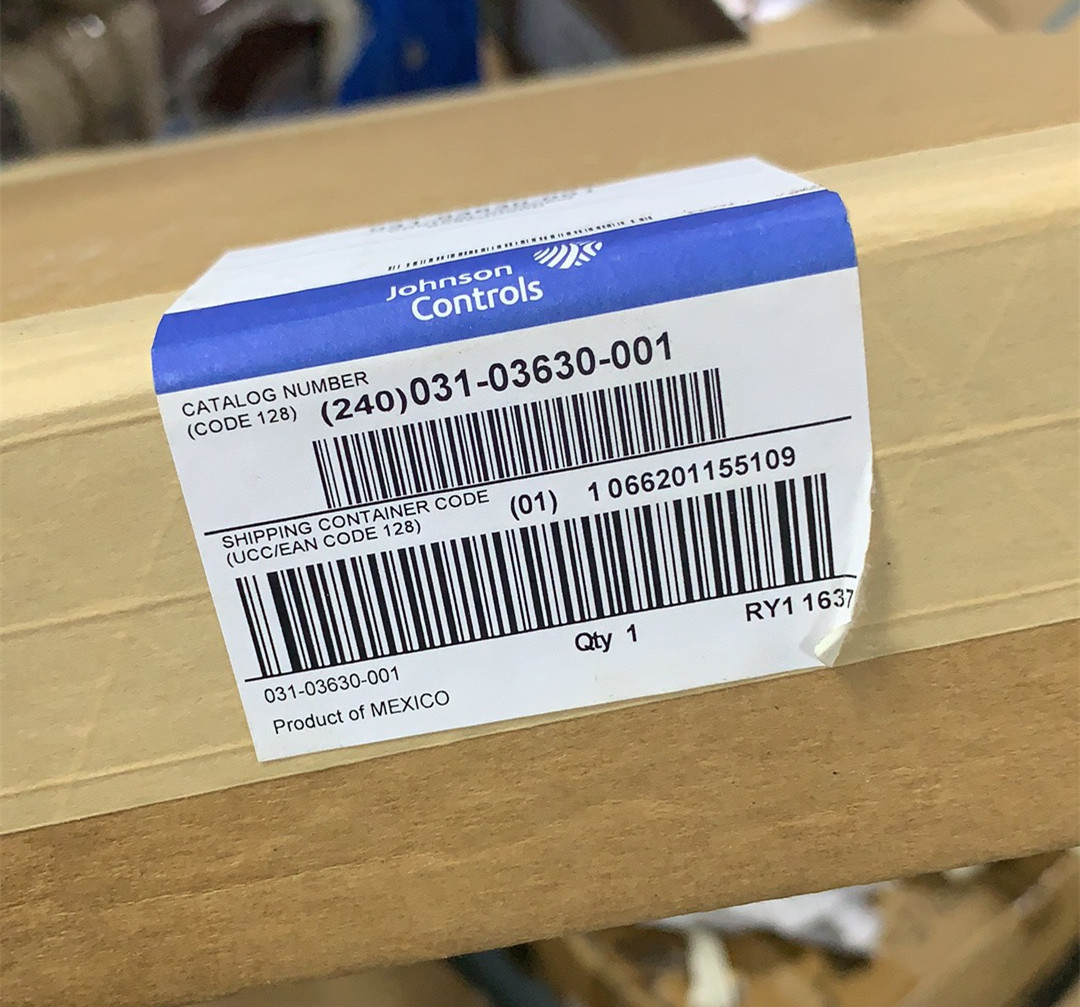 Johnson
Controls
CATALOG NUMBER
(CODE 128)
(240)031-03630-001
SHIPPING CONTAINER CODE
(UCC/EAN CODE 128)
(01) 1 066201155109
RY1 1637
Qty 1
031-03630-001
Product of MEXICO